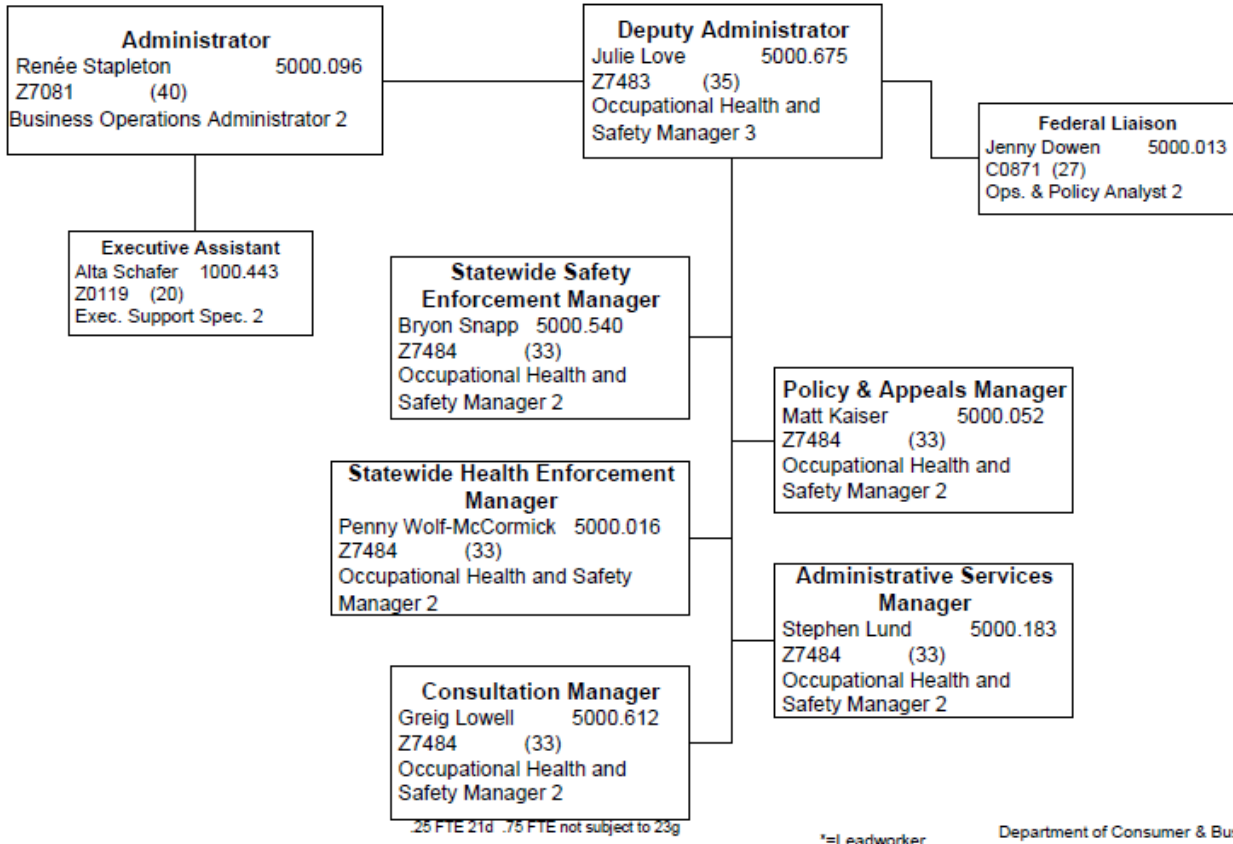 Administrator
Renée Stapleton 5000.096
Z7081 (40)
Business Operations Administrator 2
Deputy Administrator
Julie Love 5000.675
Z7483 (35)
Occupational Health and
Safety Manager 3
Federal Liaison
Jenny Dowen 5000.013
C0871 (27)
Ops. & Policy Analyst 2
Executive Assistant
Alta Schafer 1000.443
Z0119 (20)
Exec. Support Spec. 2
Statewide Safety
Enforcement Manager
Bryon Snapp 5000.540
Z7484 (33)
Occupational Health and
Safety Manager 2
Policy & Appeals Manager
Matt Kaiser 5000.052
Z7484 (33)
Occupational Health and
Safety Manager 2
Statewide Health Enforcement
Manager
Penny Wolf-McCormick 5000.016
Z7484 (33)
Occupational Health and Safety
Manager 2
Administrative Services
Manager
Stephen Lund 5000.183
Z7484 (33)
Occupational Health and
Safety Manager 2
Consultation Manager
Greig Lowell 5000.612
Z7484 (33)
Occupational Health and
Safety Manager 2
.25 FTE 21d .75 FTE not subject to 23g
*=Leadworker
Department of Consumer & Bus